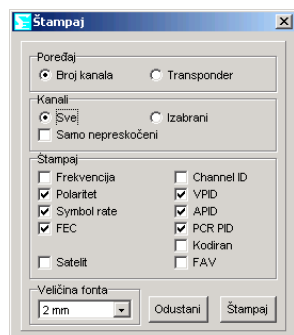 Štampaj
Poređaj
Broj kanala Transponder
Kanali
Sve Izabrani
Samo nepreskočeni
Štampaj
Frekvencija Channel ID
Polaritet VPID
Symbol rate APID
FEC PCR PID
Kodiran
Satelit FAV
Veličina fonta
2 mm Odustani Štampaj